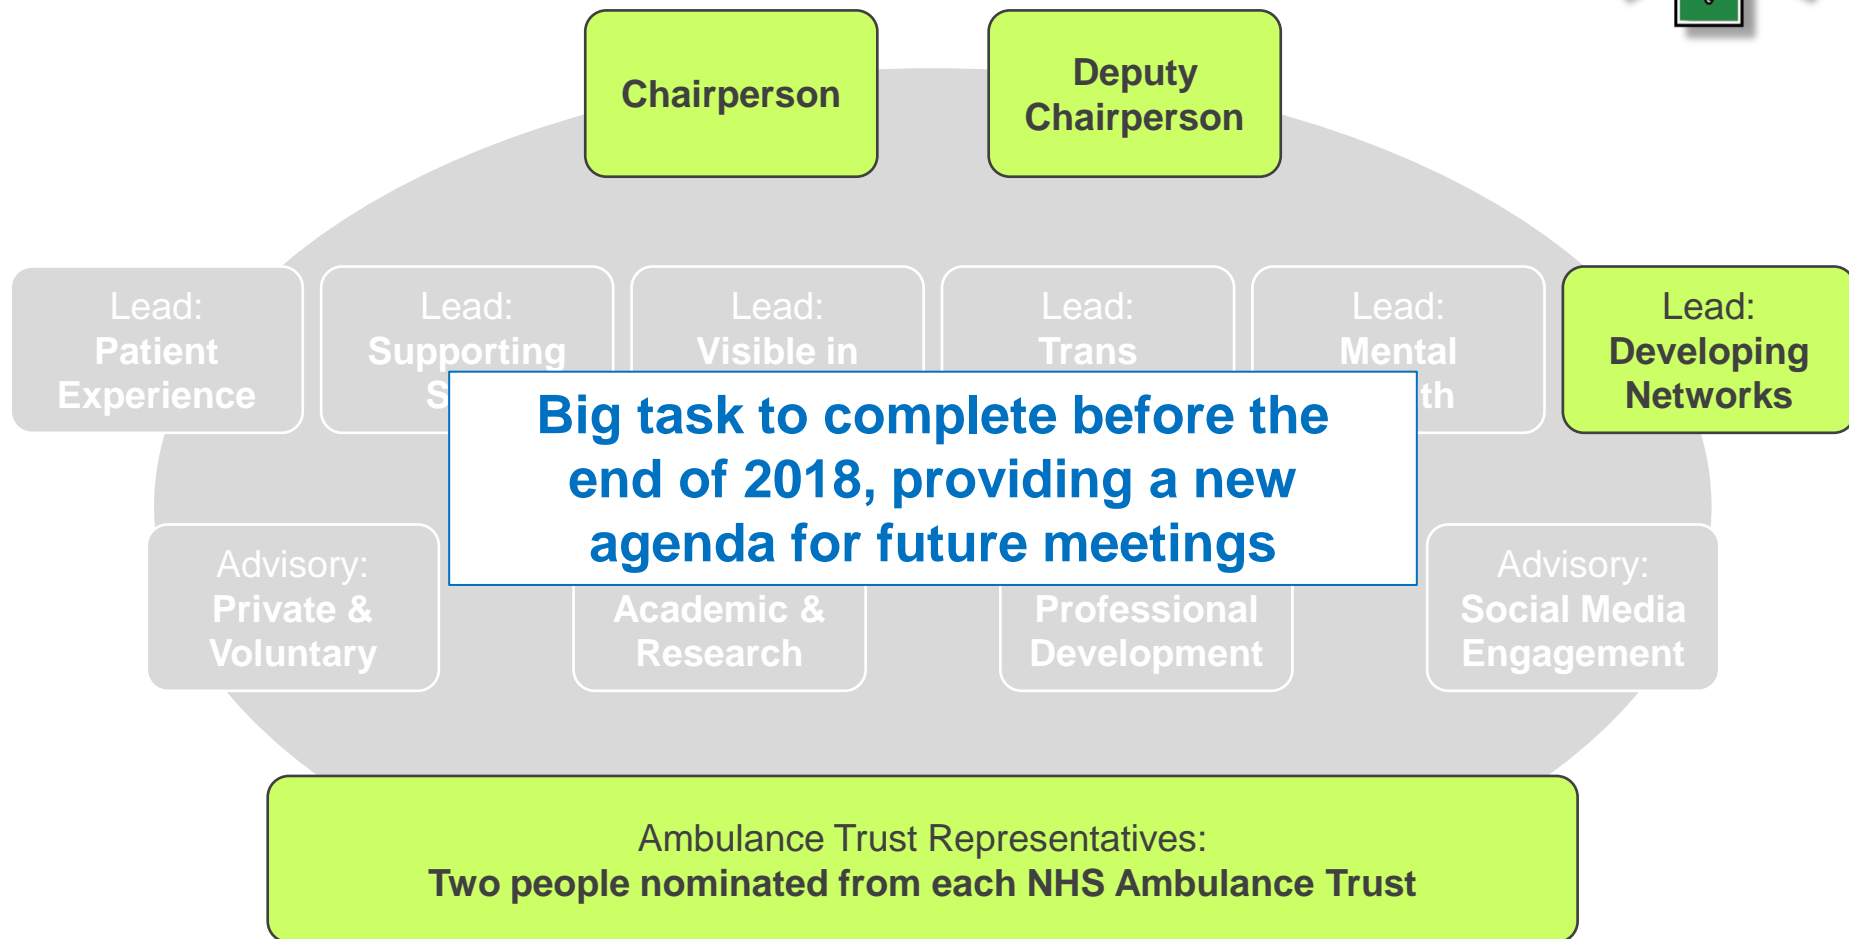 Chairperson
Deputy
Chairperson
Lead:
Patient
Experience
Lead:
Supporting
Lead:
Visible in
Lead:
Trans
Lead:
Mental
Lead:
Developing
Networks
Big task to complete before the
end of 2018, providing a new
agenda for future meetings
Advisory:
Private &
Voluntary
Academic &
Research
Professional
Development
Advisory:
Social Media
Engagement
Ambulance Trust Representatives:
Two people nominated from each NHS Ambulance Trust